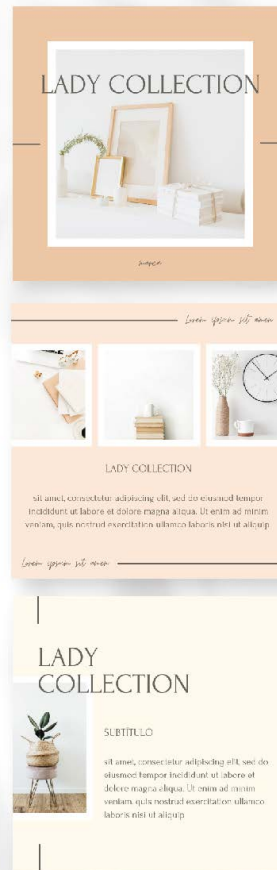 LADY COLLECTION
marca
Lorem ipsum sit amen
LADY COLLECTION
sit amet, consectetur adipiscing elit, sed do eiusmod tempor
incididunt ut labore et dolore magna aliqua. Ut enim ad minim
veniam, quis nostrud exercitation ullamco laboris nisi ut aliquip
Lorem ipsum sit amen
LADY
COLLECTION
SUBTÍTULO
sit amet, consectetur adipiscing elit, sed do
eiusmod tempor incididunt ut labore et
dolore magna aliqua. Ut enim ad minim
veniam, quis nostrud exercitation ullamco
laboris nisi ut aliquip